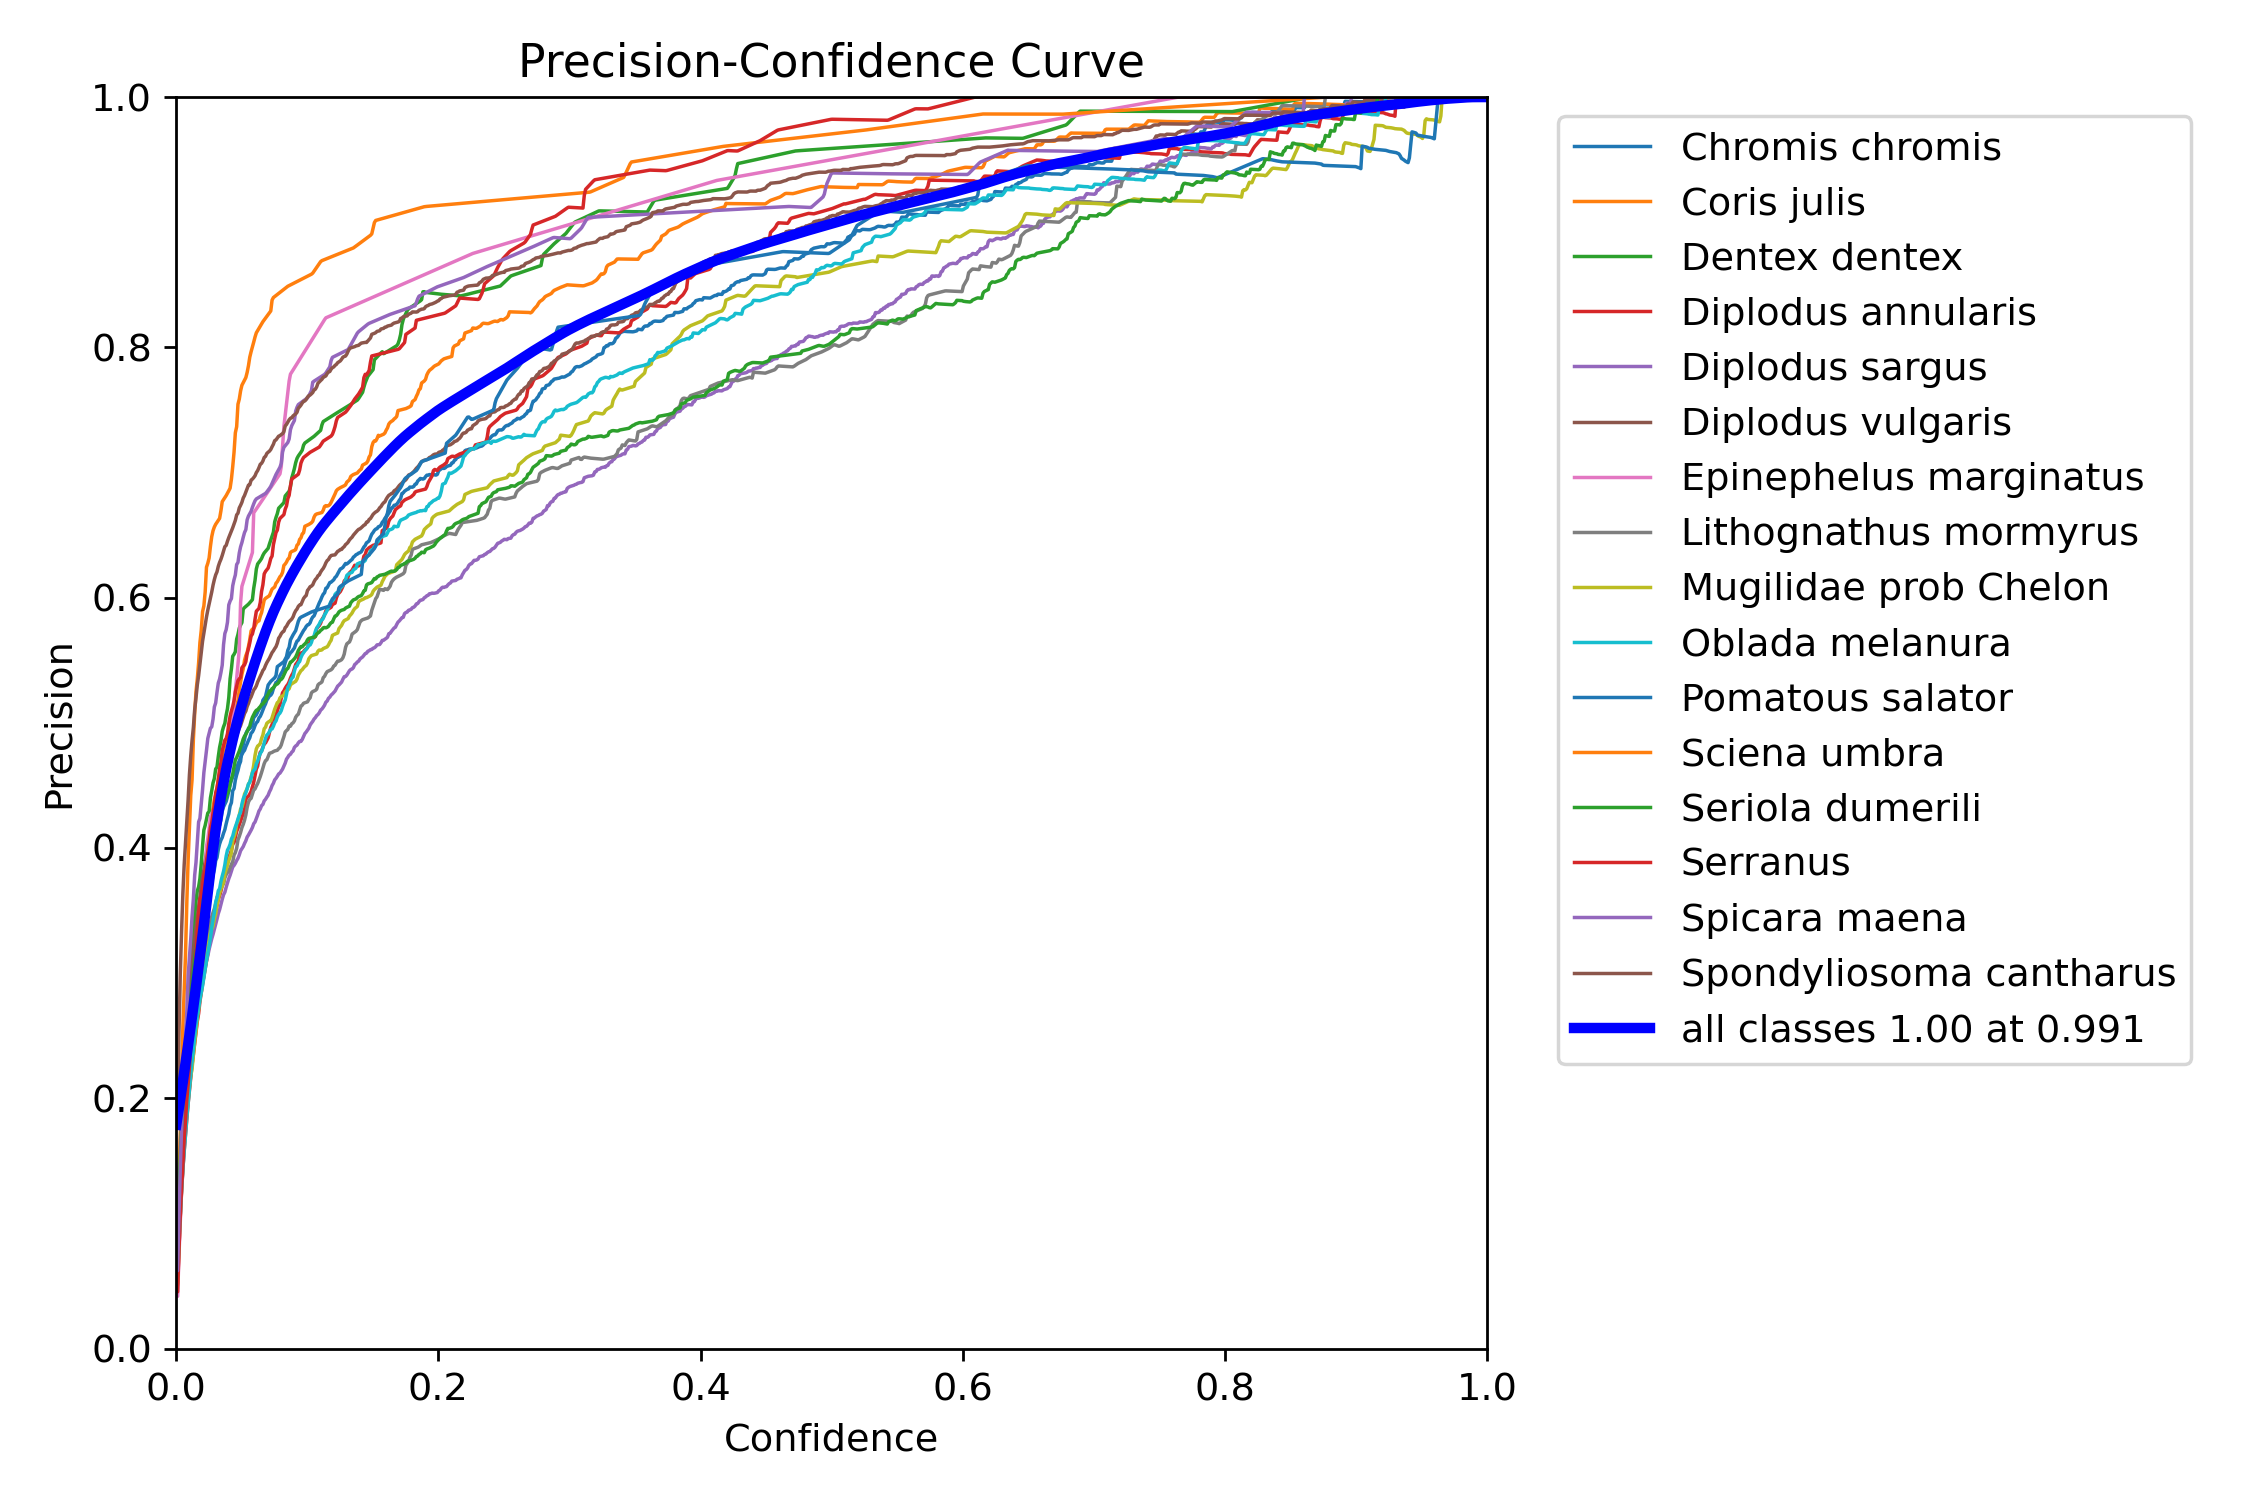 Precision-Confidence Curve
1.0
0.8
0.6
0.4
0.2
0.0
Precision
0.0 0.2 0.4 0.6 0.8 1.0
Confidence
Chromis chromis
Coris julis
Dentex dentex
Diplodus annularis
Diplodus sargus
Diplodus vulgaris
Epinephelus marginatus
Lithognathus mormyrus
Mugilidae prob Chelon
Oblada melanura
Pomatous salator
Sciena umbra
Seriola dumerili
Serranus
Spicara maena
Spondyliosoma cantharus
all classes 1.00 at 0.991